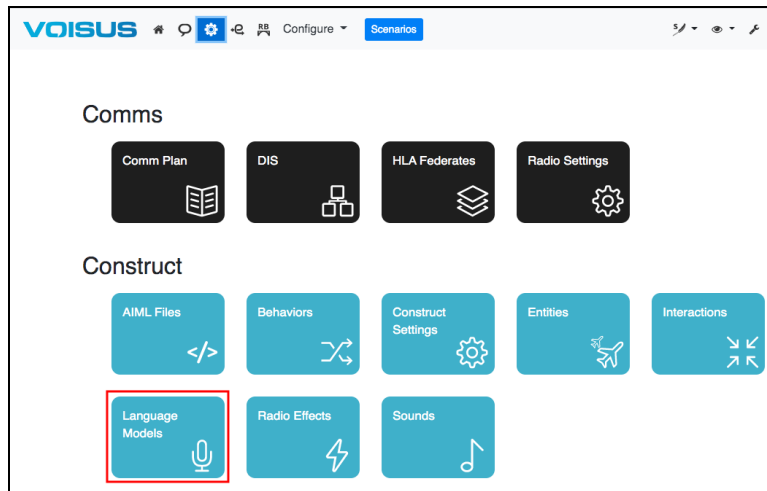 VOISUS RB Configure Scenarios S
Comms
Comm Plan
DIS
HLA Federates
Radio Settings
Construct
AIML Files
</>
Behaviors
Construct
Settings
Entities
Interactions
Language
Models
Radio Effects
Sounds